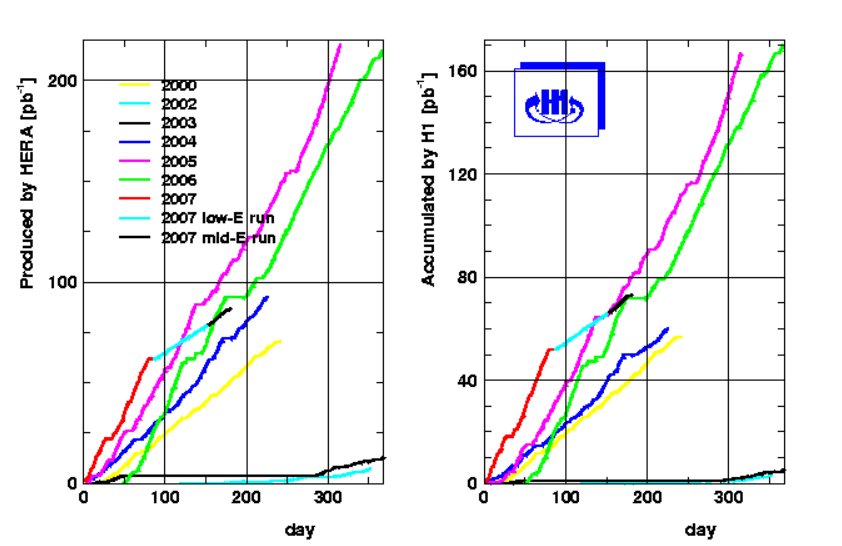 Produced by HERA [pb-1]
200
100
0
2000
2002
2003
2004
2005
2006
2007
2007 low-E run
2007 mid-E run
0 100 200 300
day
Accumulated by H1 [pb-1]
160
120
80
40
0
H1
0 100 200 300
day